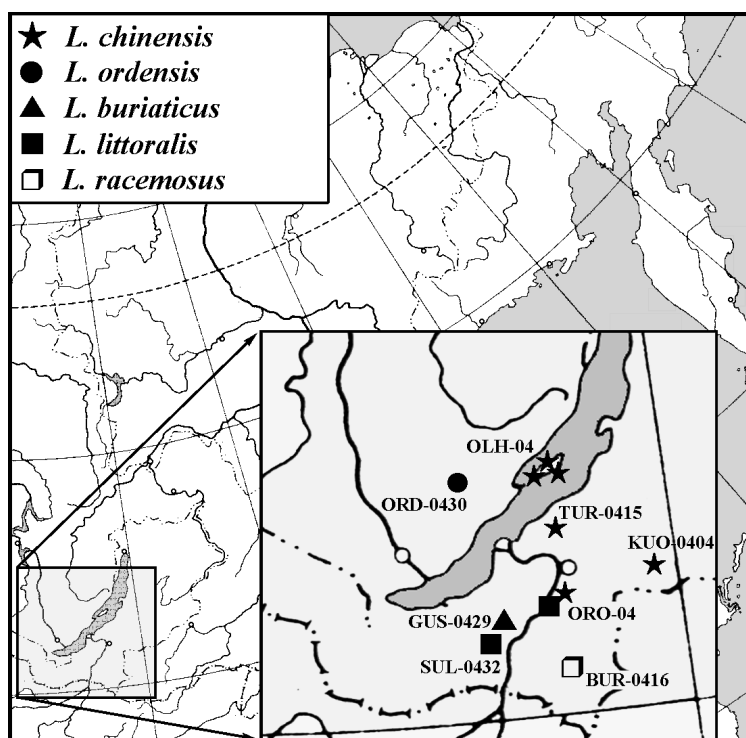 L. chinensis
L. ordensis
L. buriaticus
L. littoralis
L. racemosus
OLH-04
ORD-0430
TUR-0415
KUO-0404
GUS-0429
ORO-04
SUL-0432
BUR-0416